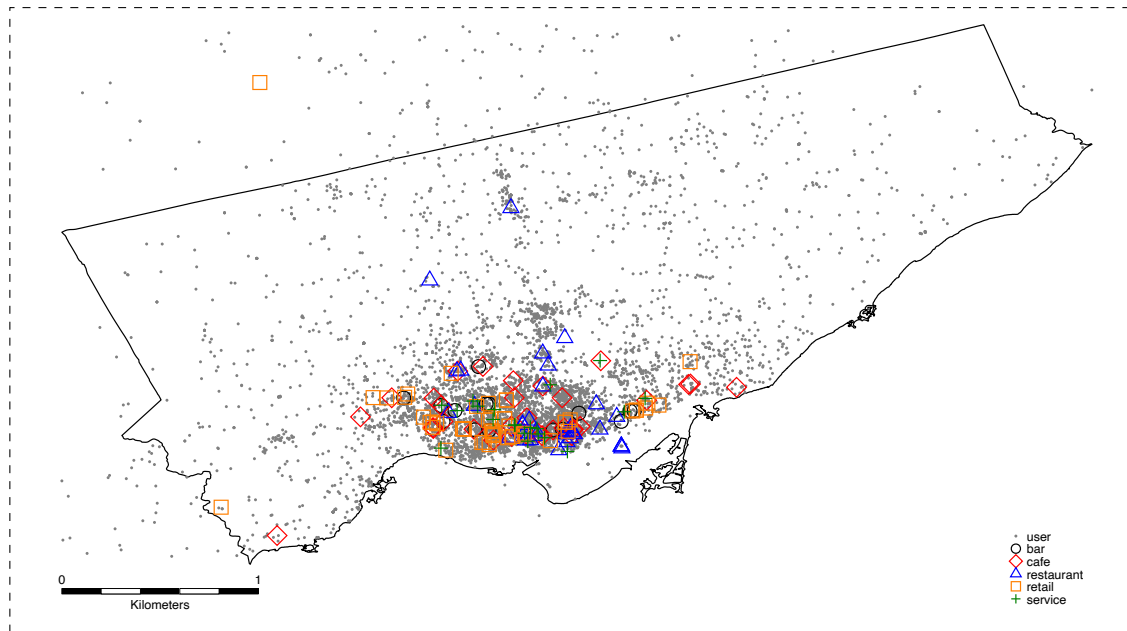 0 1
Kilometers
user
bar
cafe
restaurant
retail
service